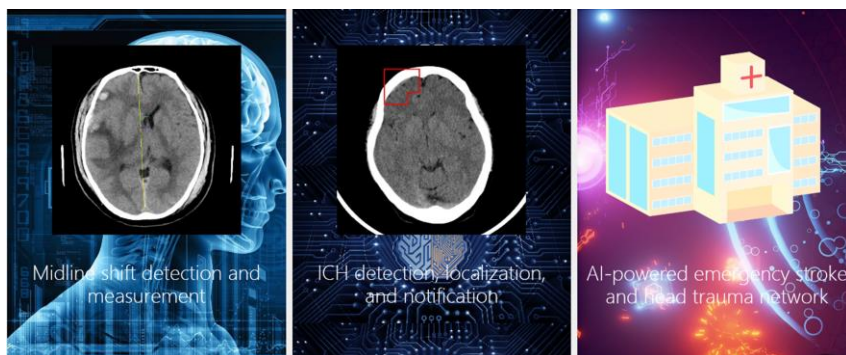 Midline shift detection and
measurement
ICH detection, localization,
and notification
AI-powered emergency stroke
and head trauma network